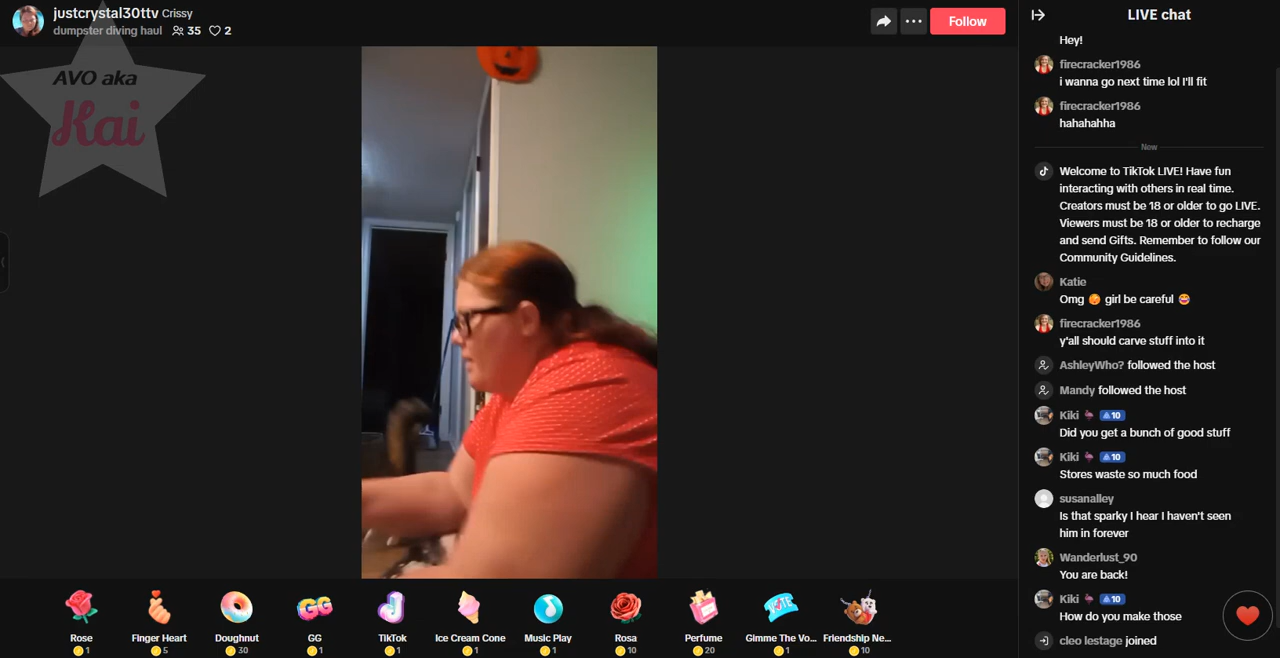 justcrystal30ttv Crissy
dumpster diving haul 35 2
Follow
AVO aka
Kai
LIVE chat
Hey!
firecracker1986
i wanna go next time lol I'll fit
firecracker1986
hahahahha
New
Welcome to TikTok LIVE! Have fun
interacting with others in real time.
Creators must be 18 or older to go LIVE.
Viewers must be 18 or older to recharge
and send Gifts. Remember to follow our
Community Guidelines.
Katie
Omg 🥵 girl be careful 😂
firecracker1986
y'all should carve stuff into it
AshleyWho? followed the host
Mandy followed the host
Kiki 🦩 10
Did you get a bunch of good stuff
Kiki 🦩 10
Stores waste so much food
susanalley
Is that sparky I hear I haven't seen
him in forever
Wanderlust_90
You are back!
Kiki 🦩 10
How do you make those
cleo lestage joined
GG
VOTE
Rose Finger Heart Doughnut GG TikTok Ice Cream Cone Music Play Rosa Perfume GImme The Vo... Friendship Ne...
1 5 30 1 1 1 1 10 20 1 10